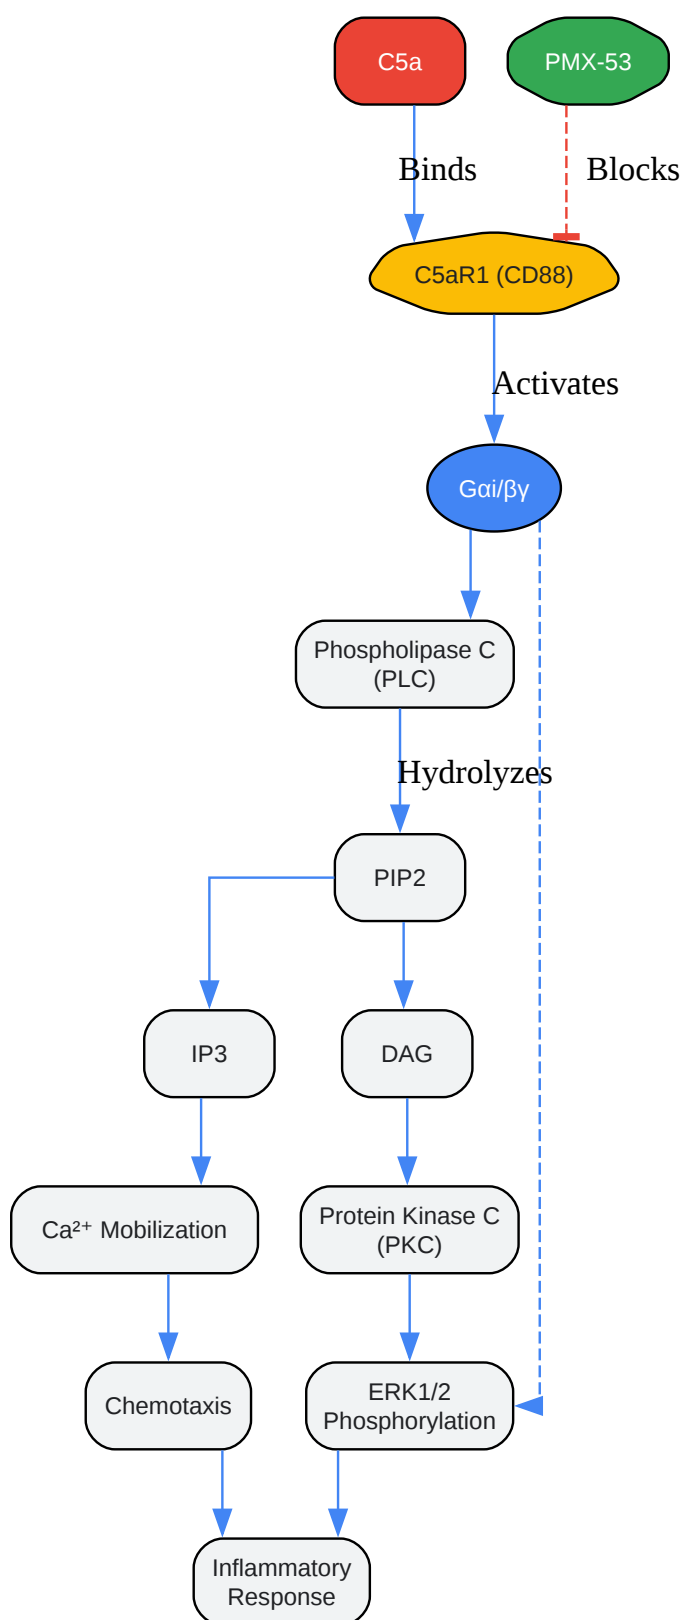 C5a
PMX-53
Binds
Blocks
C5aR1 (CD88)
Activates
Gαi/βγ
Phospholipase C
(PLC)
Hydrolyzes
PIP2
IP3
DAG
Ca²⁺ Mobilization
Protein Kinase C
(PKC)
Chemotaxis
ERK1/2
Phosphorylation
Inflammatory
Response